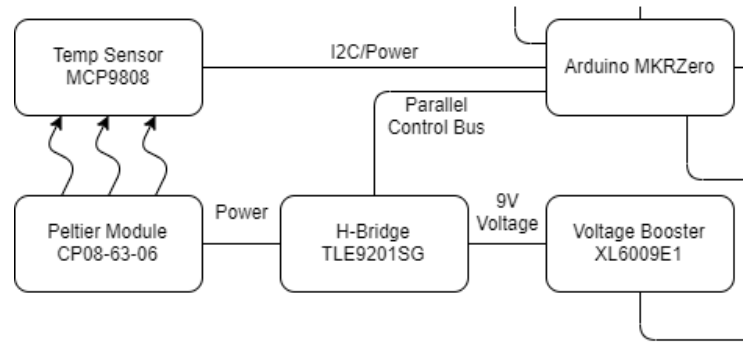 Temp Sensor
MCP9808
I2C/Power
Arduino MKRZero
Parallel
Control Bus
Peltier Module
CP08-63-06
Power
H-Bridge
TLE9201SG
9V
Voltage
Voltage Booster
XL6009E1